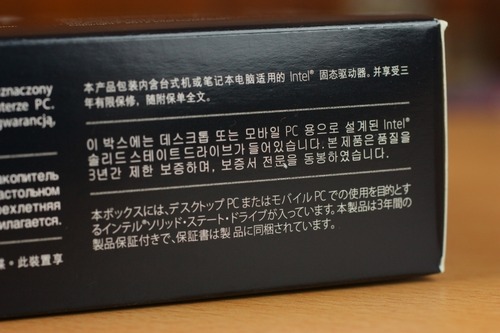 znaczony
terze PC.
gwarancją,
акопитель
астольном
ехлетняя
илагается.
・此裝置享
本产品包装内含台式机或笔记本电脑适用的 Intel® 固态驱动器。并享受三
年有限保修，随附保单全文。
이 박스에는 데스크톱 또는 모바일 PC 용으로 설계된 Intel®
솔리드 스테이트 드라이브가 들어있습니다. 본 제품은 품질을
3년간 제한 보증하며, 보증서 전문을 동봉하였습니다.
本ボックスには、デスクトップ PC またはモバイル PC での使用を目的とす
るインテル® ソリッド・ステート・ドライブが入っています。本製品は3年間の
製品保証付きで、保証書は製 品に同梱されています。